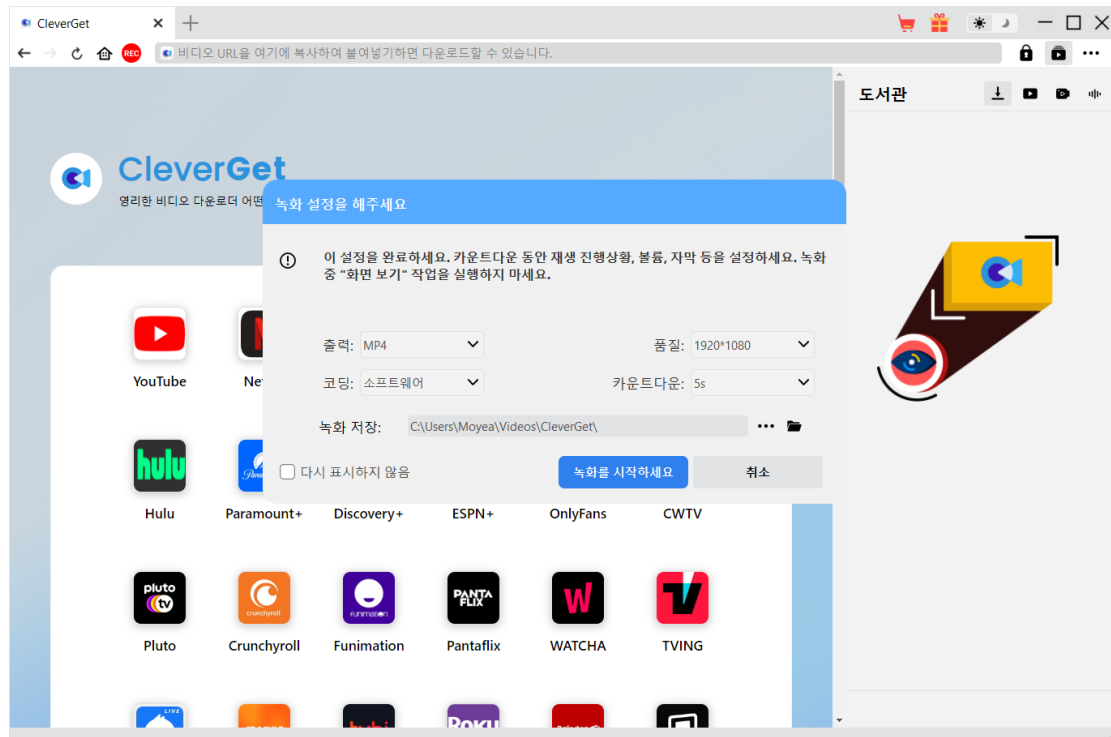 CleverGet
REC
비디오 URL을 여기에 복사하여 붙여넣기하면 다운로드할 수 있습니다.
도서관
CleverGet
영리한 비디오 다운로더 어떤
녹화 설정을 해주세요
이 설정을 완료하세요. 카운트다운 동안 재생 진행상황, 볼륨, 자막 등을 설정하세요. 녹화
중 "화면 보기" 작업을 실행하지 마세요.
출력: MP4
품질: 1920*1080
코딩: 소프트웨어
카운트다운: 5s
녹화 저장: C:\Users\Moyea\Videos\CleverGet\
다시 표시하지 않음
녹화를 시작하세요
취소
YouTube
hulu
Hulu
Paramount+
Discovery+
ESPN+
OnlyFans
CWTV
pluto
tv
crunchyroll
FUNIMATION
PANTA
FLIX
W
Pluto
Crunchyroll
Funimation
Pantaflix
WATCHA
TVING
LIVE